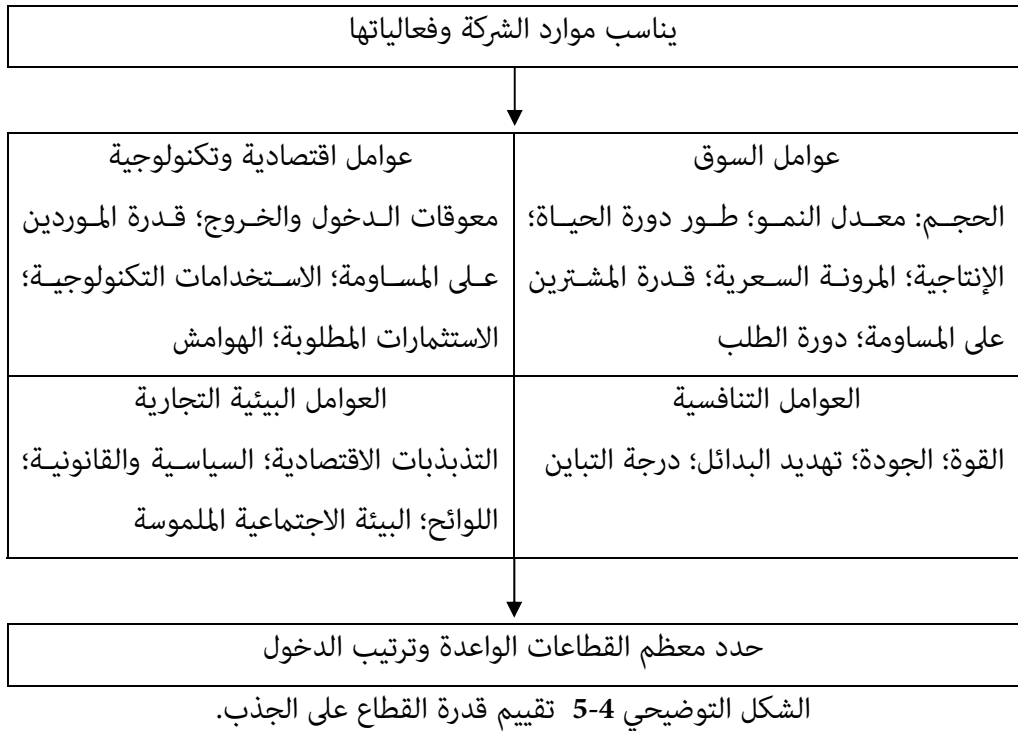 يناسب موارد الشركة وفعالياتها
عوامل السوق
الحجم: معدل النمو؛ طور دورة الحياة؛
الإنتاجية؛ المرونة السعرية؛ قدرة المشترين
على المساومة؛ دورة الطلب
عوامل اقتصادية وتكنولوجية
معوقات الدخول والخروج؛ قدرة الموردين
على المساومة؛ الاستخدامات التكنولوجية؛
الاستثمارات المطلوبة؛ الهوامش
العوامل التنافسية
القوة؛ الجودة؛ تهديد البدائل؛ درجة التباين
العوامل البيئية التجارية
التذبذبات الاقتصادية؛ السياسية والقانونية؛
اللوائح؛ البيئة الاجتماعية الملموسة
حدد معظم القطاعات الواعدة وترتيب الدخول
الشكل التوضيحي 4-5 تقييم قدرة القطاع على الجذب.